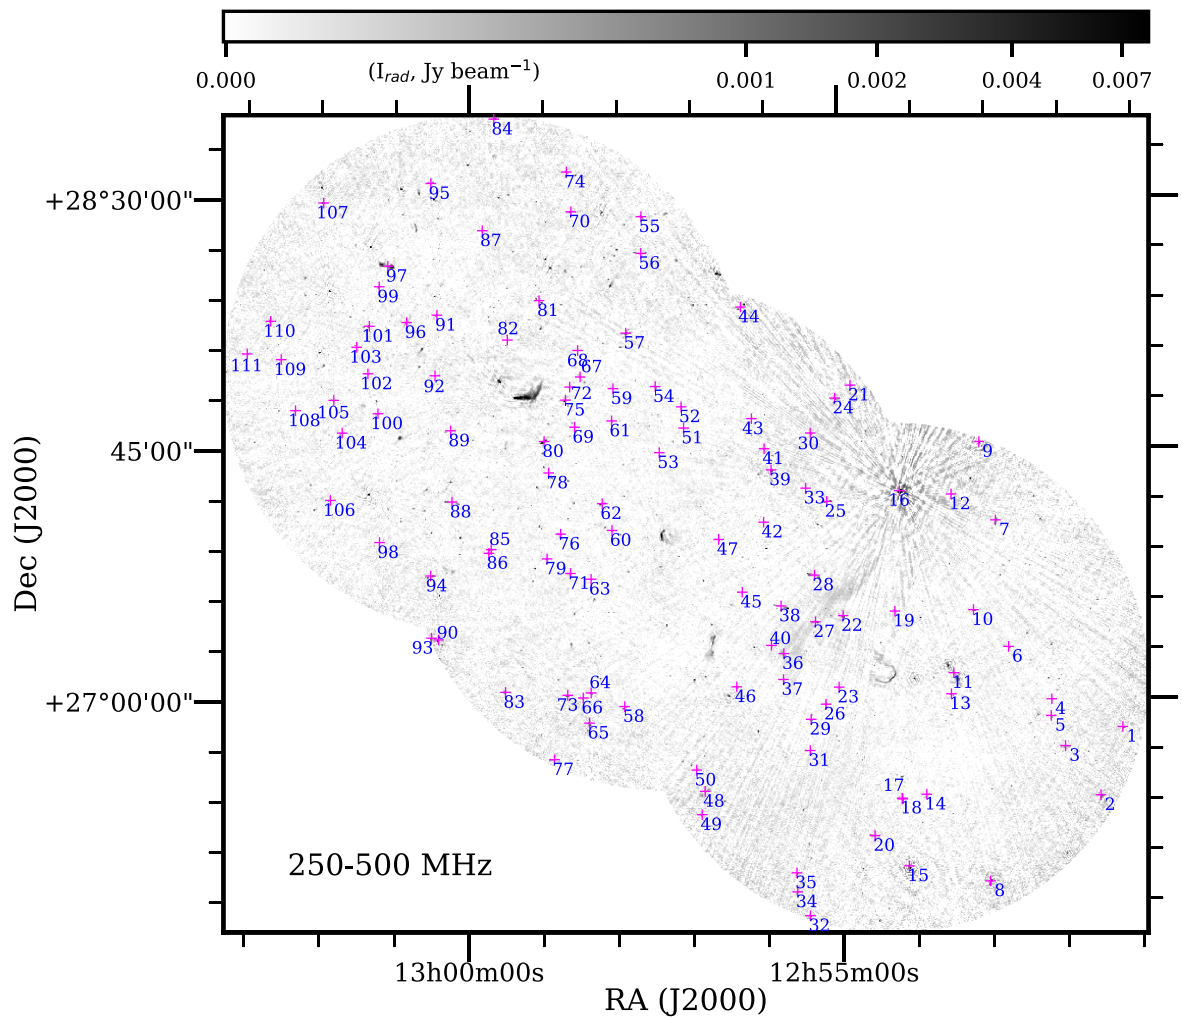 (I_rad, Jy beam⁻¹)
0.000 0.001 0.002 0.004 0.007
84
74
95
107 70
55
87
56
97
99
81 44
91
110 101 96
82 57
103 68
111 109 67
102 92 72 59 54 21
24
105 75 52
108 100 61 43
104 89 69 51 30
80 41 9
53
78 39
33 16 12
106 88 62 25
7
60 42
98 85 76 47
86
79
94 71 63 28
45
38 19 10
90 27 22
93 40
36 6
11
64 46 37 23
83 73 66 13 4
58 26 5
65 29 1
31 3
77
50
48 17 14 2
18
49
20
35 15
34 8
32
250-500 MHz
+28°30'00"
45'00"
+27°00'00"
Dec (J2000)
13h00m00s 12h55m00s
RA (J2000)